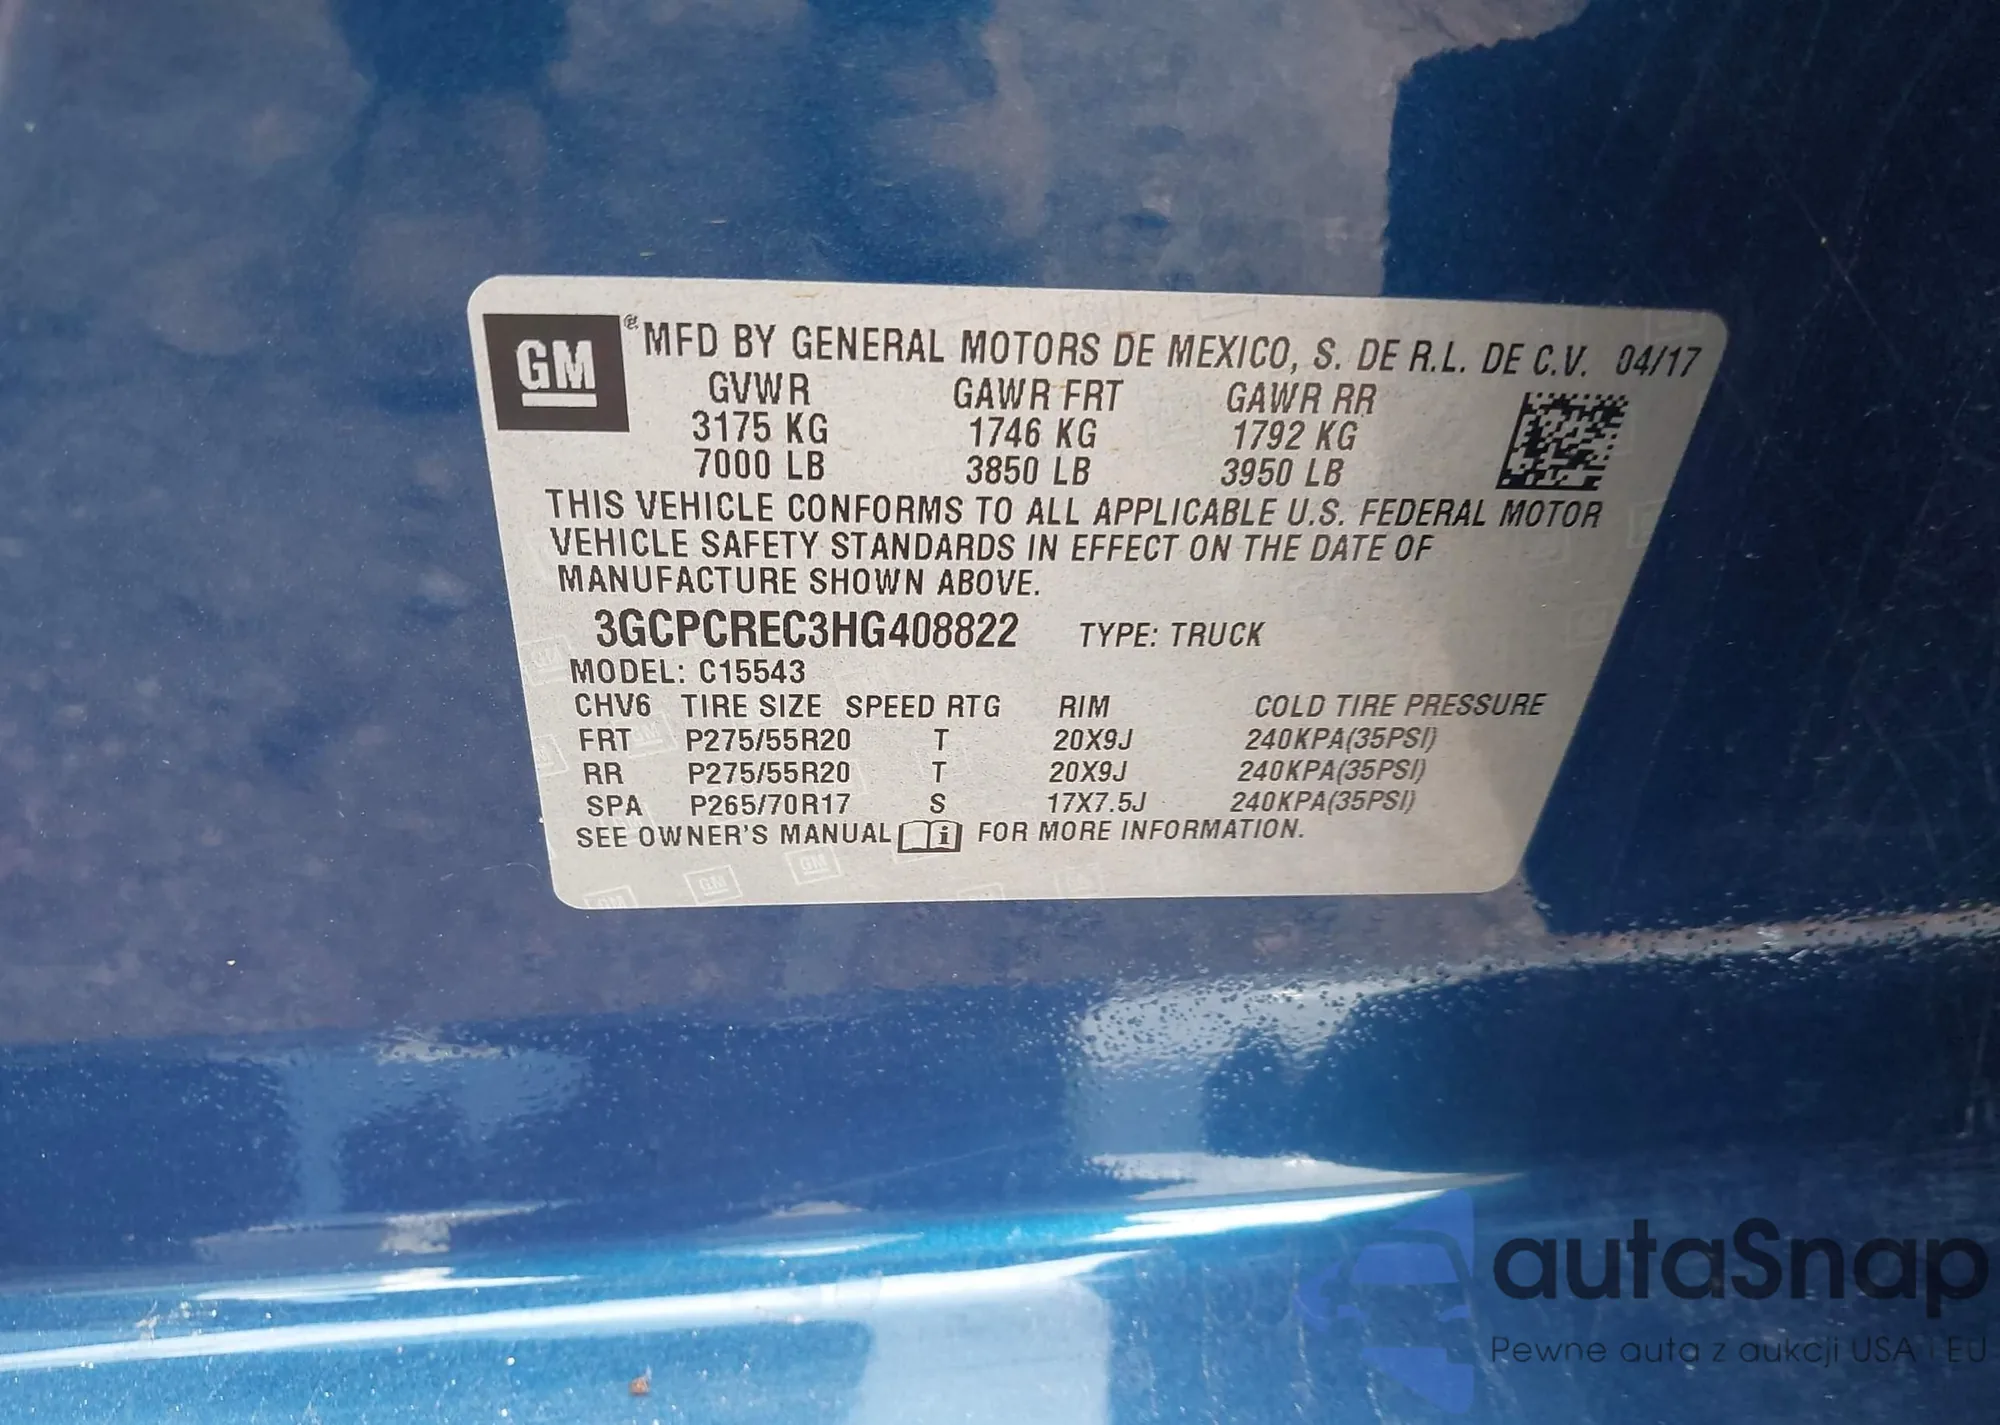 GM ® MFD BY GENERAL MOTORS DE MEXICO, S. DE R.L. DE C.V. 04/17
GVWR GAWR FRT GAWR RR
3175 KG 1746 KG 1792 KG
7000 LB 3850 LB 3950 LB
THIS VEHICLE CONFORMS TO ALL APPLICABLE U.S. FEDERAL MOTOR
VEHICLE SAFETY STANDARDS IN EFFECT ON THE DATE OF
MANUFACTURE SHOWN ABOVE.
3GCPCREC3HG408822 TYPE: TRUCK
MODEL: C15543
CHV6 TIRE SIZE SPEED RTG RIM COLD TIRE PRESSURE
FRT P275/55R20 T 20X9J 240KPA(35PSI)
RR P275/55R20 T 20X9J 240KPA(35PSI)
SPA P265/70R17 S 17X7.5J 240KPA(35PSI)
SEE OWNER'S MANUAL i FOR MORE INFORMATION.
GM GM GM
autaSnap
Pewne auta z aukcji USA i EU